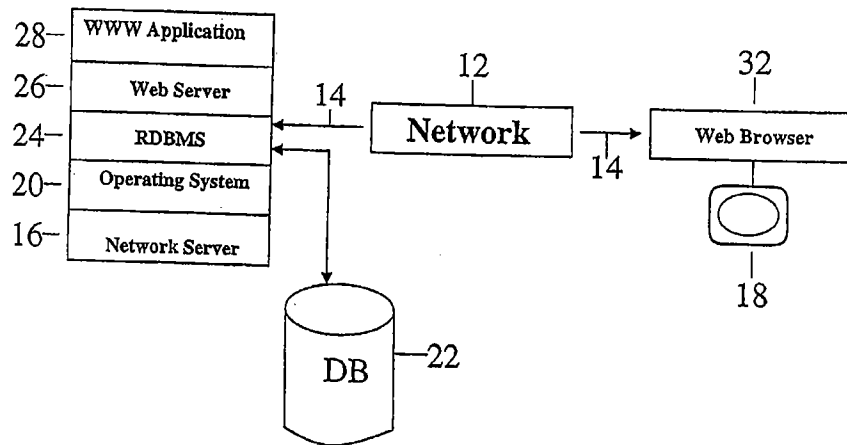 28
WWW Application
26
Web Server
24
RDBMS
20
Operating System
16
Network Server
14
12
Network
14
32
Web Browser
18
DB
22